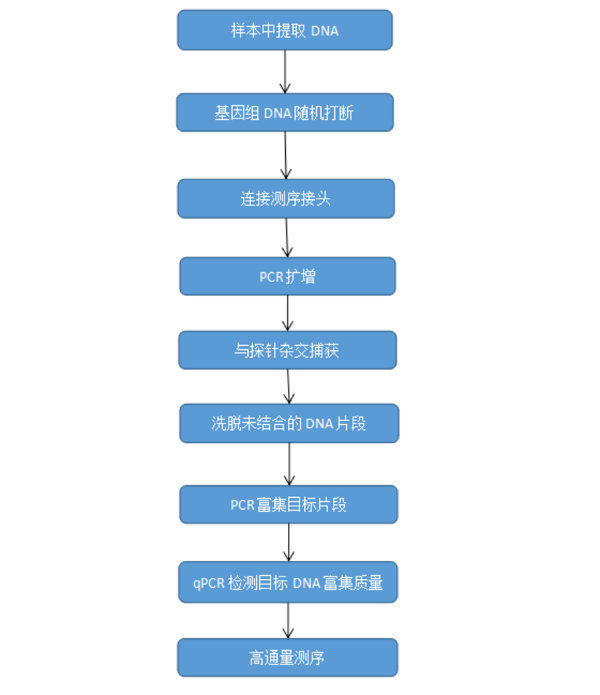 样本中提取 DNA
基因组 DNA 随机打断
连接测序接头
PCR 扩增
与探针杂交捕获
洗脱未结合的 DNA 片段
PCR 富集目标片段
qPCR 检测目标 DNA 富集质量
高通量测序